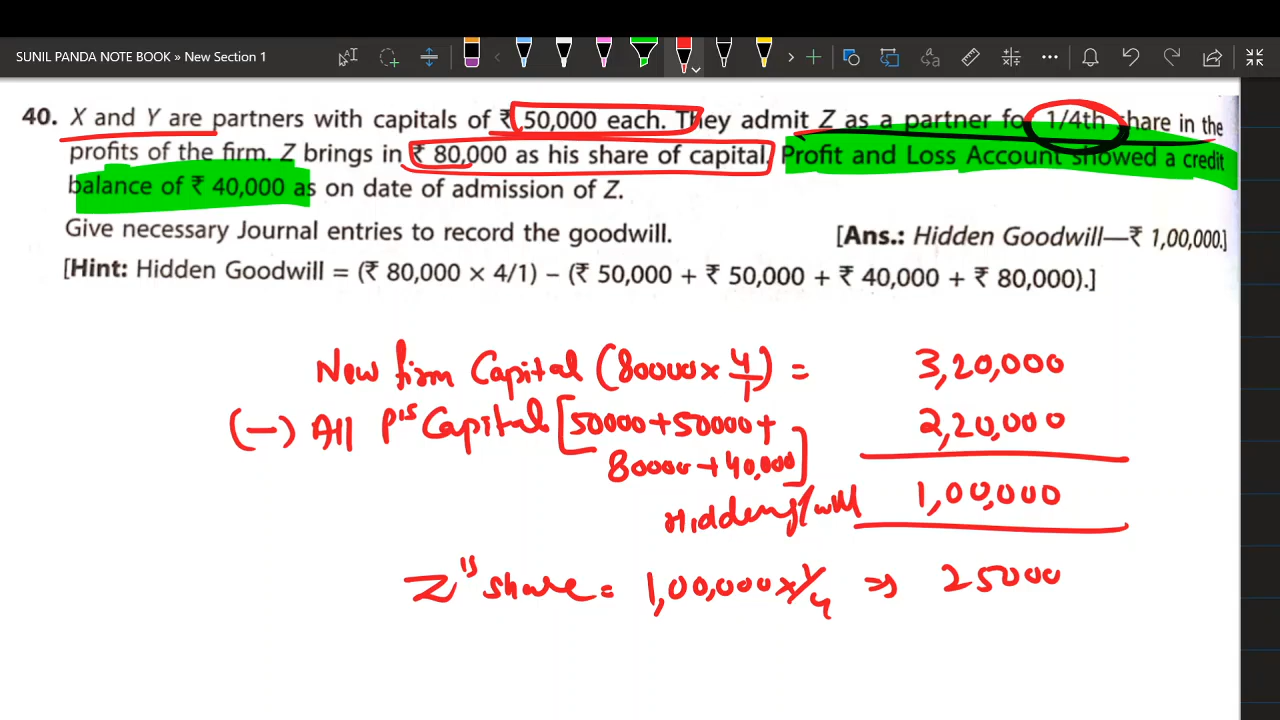 SUNIL PANDA NOTE BOOK » New Section 1
40. X and Y are partners with capitals of ₹ 50,000 each. They admit Z as a partner for 1/4th share in the
profits of the firm. Z brings in ₹ 80,000 as his share of capital. Profit and Loss Account showed a credit
balance of ₹ 40,000 as on date of admission of Z.
Give necessary Journal entries to record the goodwill. [Ans.: Hidden Goodwill—₹ 1,00,000.]
[Hint: Hidden Goodwill = (₹ 80,000 × 4/1) – (₹ 50,000 + ₹ 50,000 + ₹ 40,000 + ₹ 80,000).]
New firm Capital (80000 × 4/1) = 3,20,000
(-) All P's Capital [50000+50000+ 2,20,000
80000+40,000]
Hidden g/will 1,00,000
Z's share = 1,00,000 × 1/4 ⇒ 25000